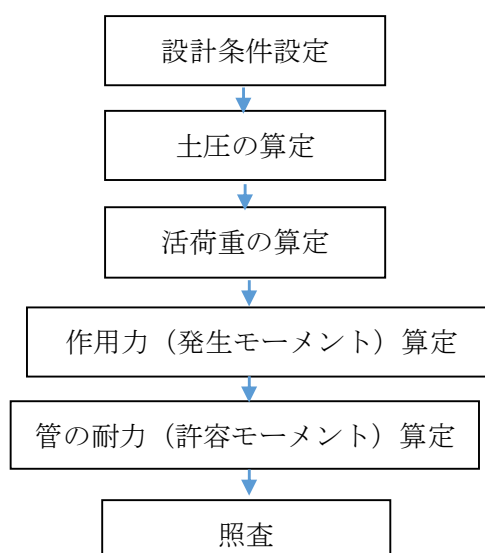 設計条件設定
土圧の算定
活荷重の算定
作用力（発生モーメント）算定
管の耐力（許容モーメント）算定
照査